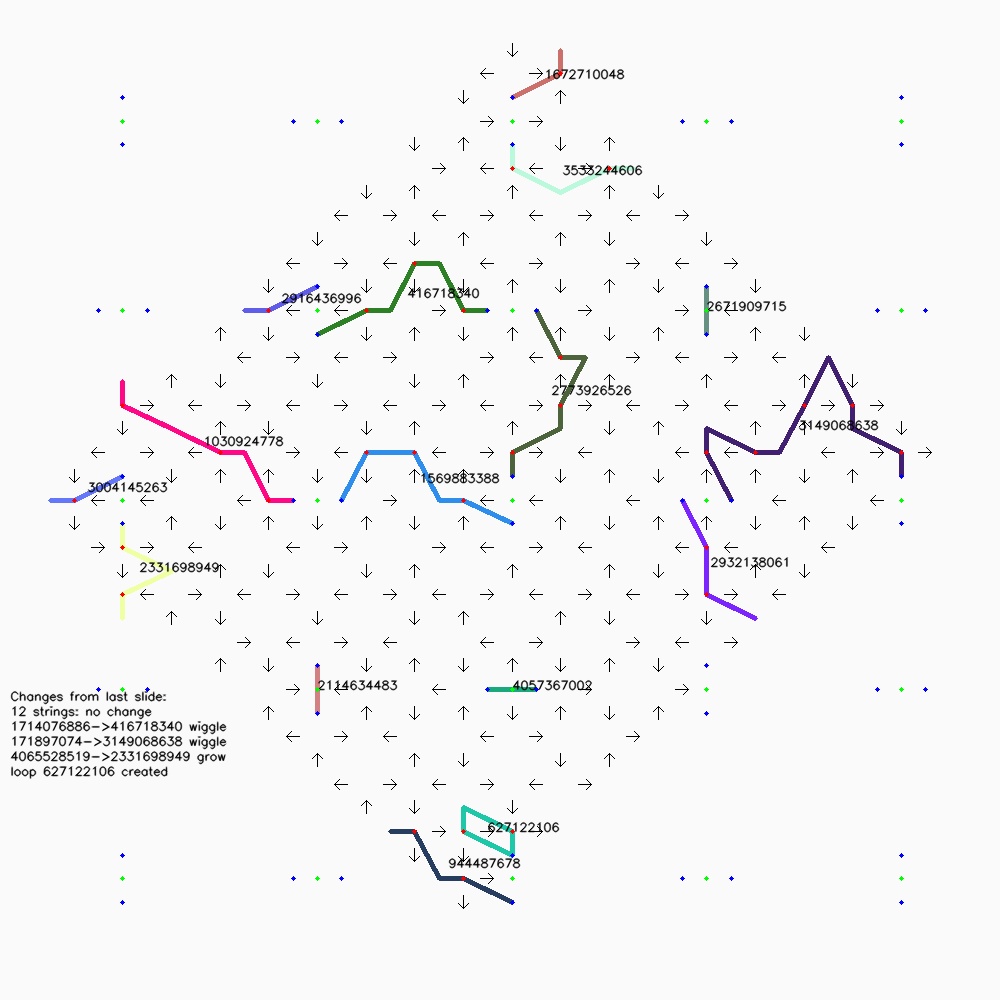 1672710048
3533244606
2916436996
416718340
2671909715
2773926526
3149068638
1030924778
1569883388
3004145263
2932138061
2331698949
2114634483
4057367002
Changes from last slide:
12 strings: no change
1714076886->416718340 wiggle
171897074->3149068638 wiggle
4065528519->2331698949 grow
loop 627122106 created
627122106
944487678